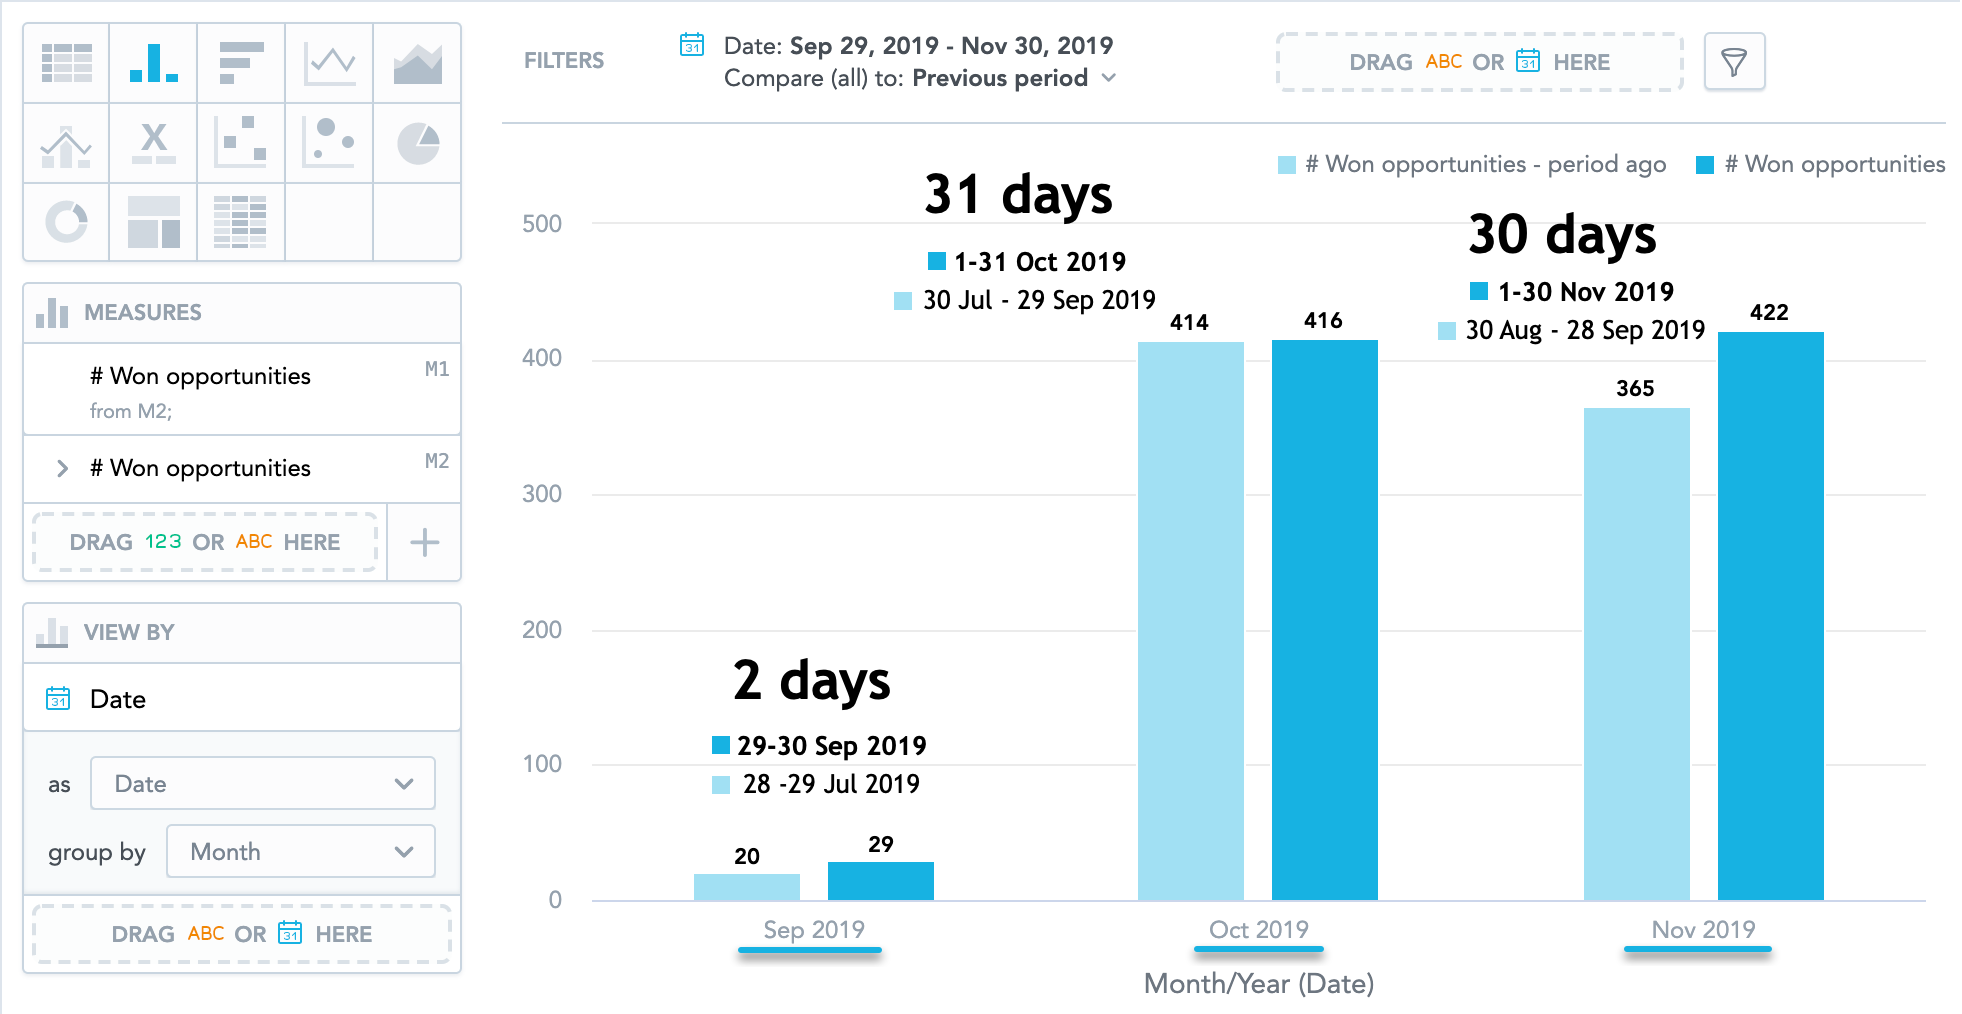 FILTERS
31 Date: Sep 29, 2019 - Nov 30, 2019
Compare (all) to: Previous period
DRAG ABC OR 31 HERE
X
MEASURES
# Won opportunities M1
from M2;
# Won opportunities M2
DRAG 123 OR ABC HERE
VIEW BY
31 Date
as Date
group by Month
DRAG ABC OR 31 HERE
# Won opportunities - period ago # Won opportunities
500
400
300
200
100
0
2 days
29-30 Sep 2019
28 -29 Jul 2019
20 29
31 days
1-31 Oct 2019
30 Jul - 29 Sep 2019
414 416
30 days
1-30 Nov 2019
30 Aug - 28 Sep 2019
365 422
Sep 2019 Oct 2019 Nov 2019
Month/Year (Date)